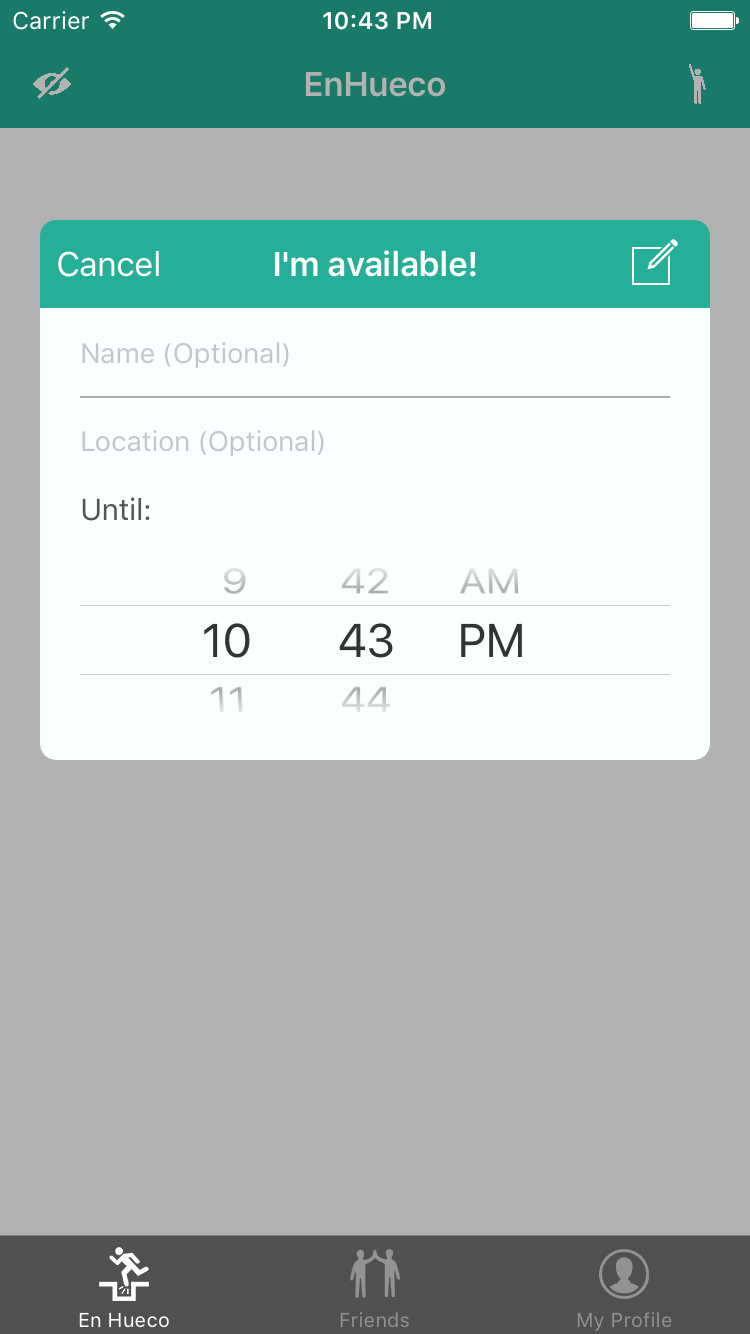 Carrier 10:43 PM
EnHueco
Cancel I'm available!
Name (Optional)
Location (Optional)
Until:
9 42 AM
10 43 PM
11 44
En Hueco Friends My Profile